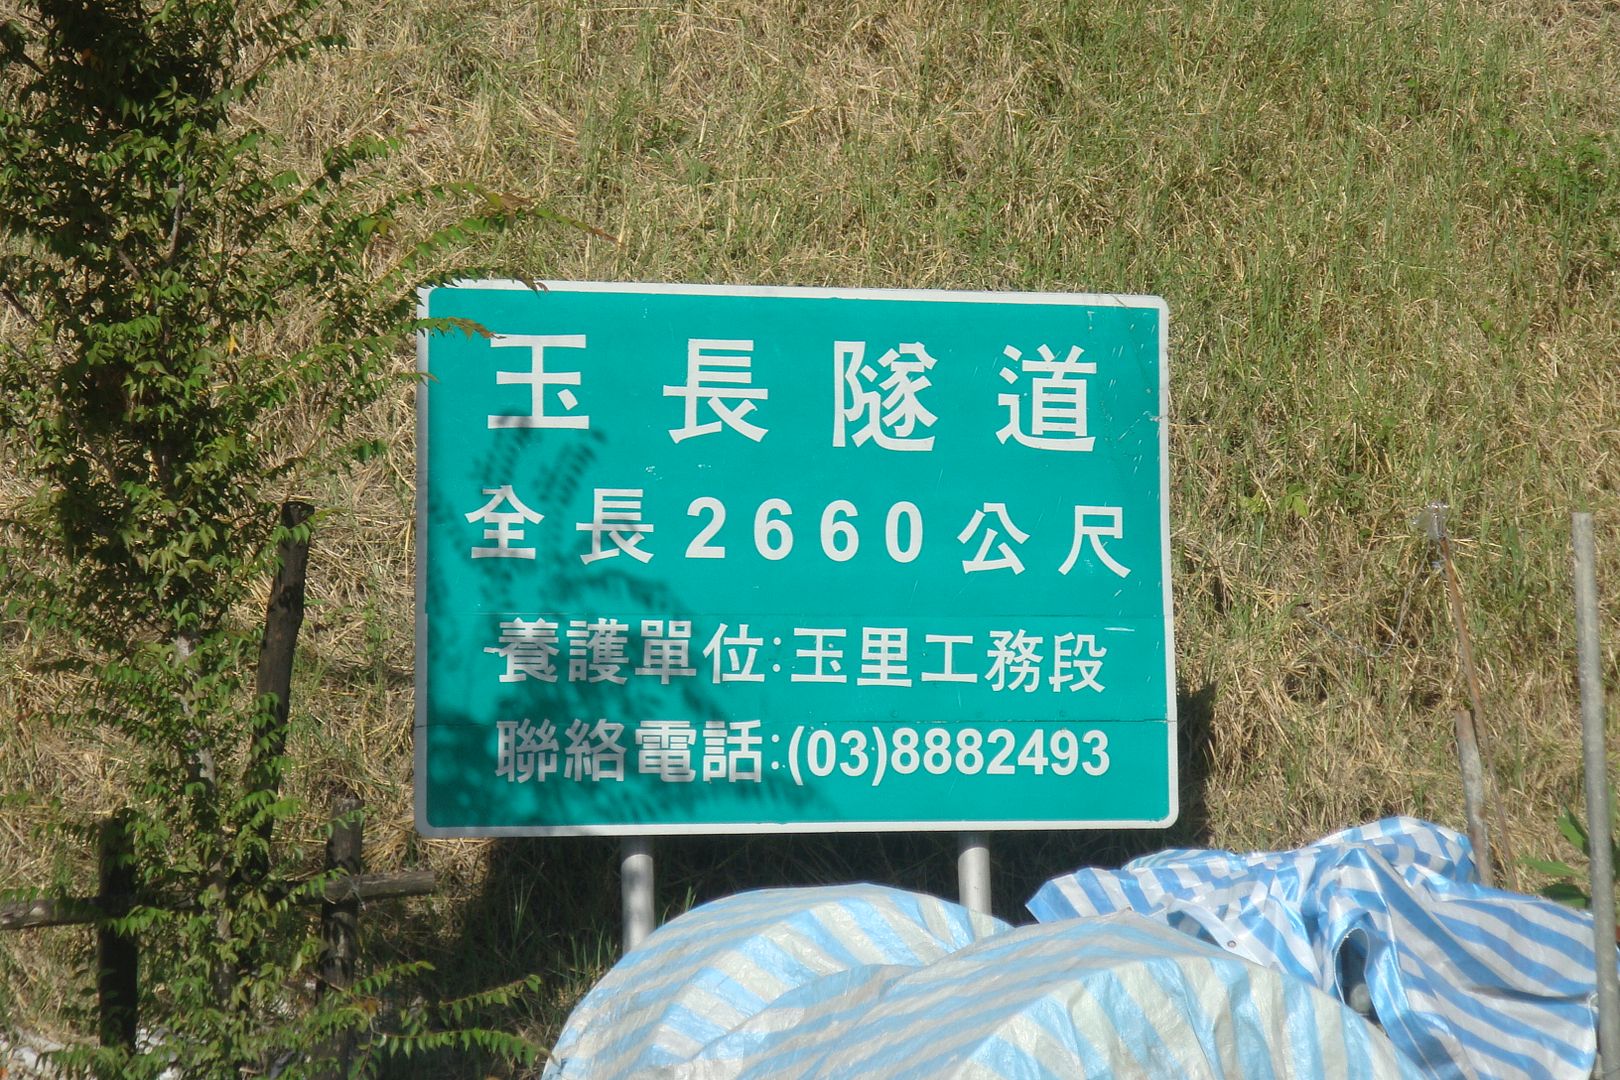 玉長隧道
全長2660公尺
養護單位:玉里工務段
聯絡電話:(03)8882493